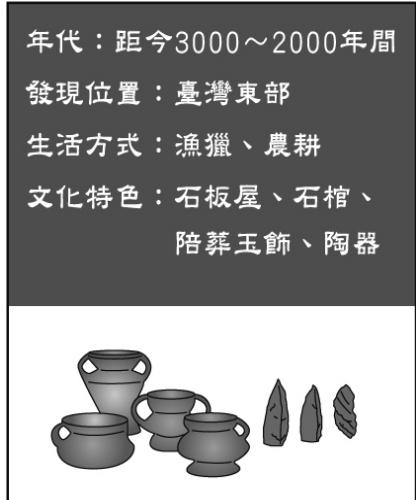 年代：距今3000～2000年間
發現位置：臺灣東部
生活方式：漁獵、農耕
文化特色：石板屋、石棺、
陪葬玉飾、陶器